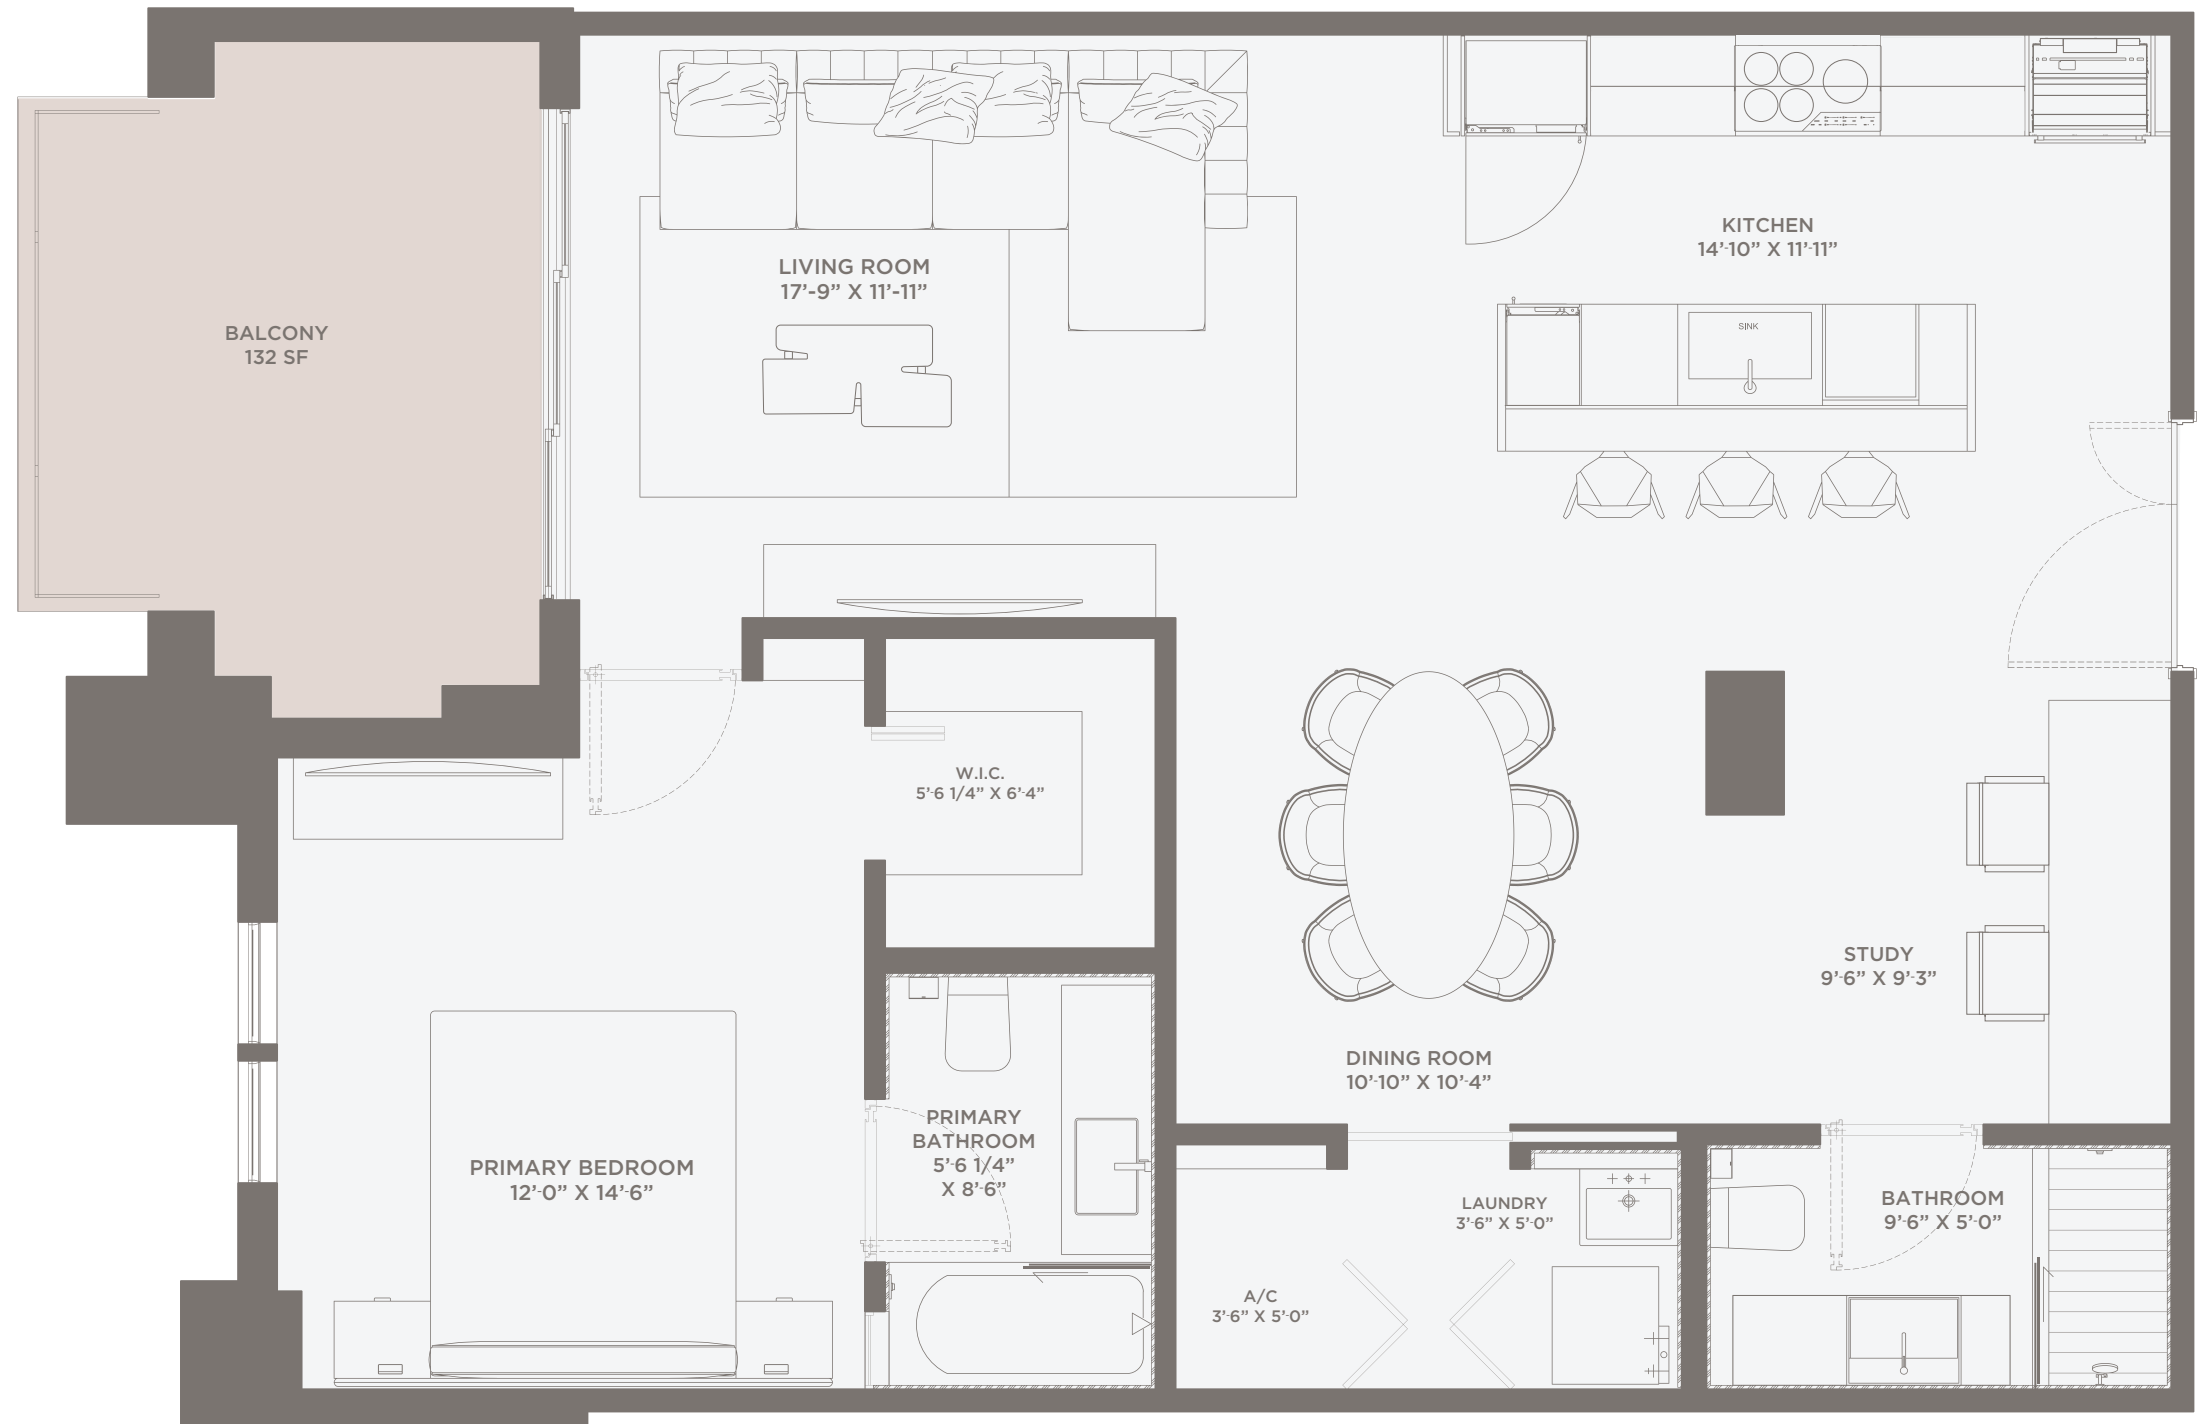 KITCHEN
14'-10” X 11'-11”
LIVING ROOM
17'-9” X 11'-11”
SINK
BALCONY
132 SF
W.I.C.
5'-6 1/4” X 6'-4”
STUDY
9'-6” X 9'-3”
DINING ROOM
10'-10” X 10'-4”
PRIMARY
BATHROOM
5'-6 1/4”
X 8'-6”
PRIMARY BEDROOM
12'-0” X 14'-6”
LAUNDRY
3'-6” X 5'-0”
BATHROOM
9'-6” X 5'-0”
A/C
3'-6” X 5'-0”